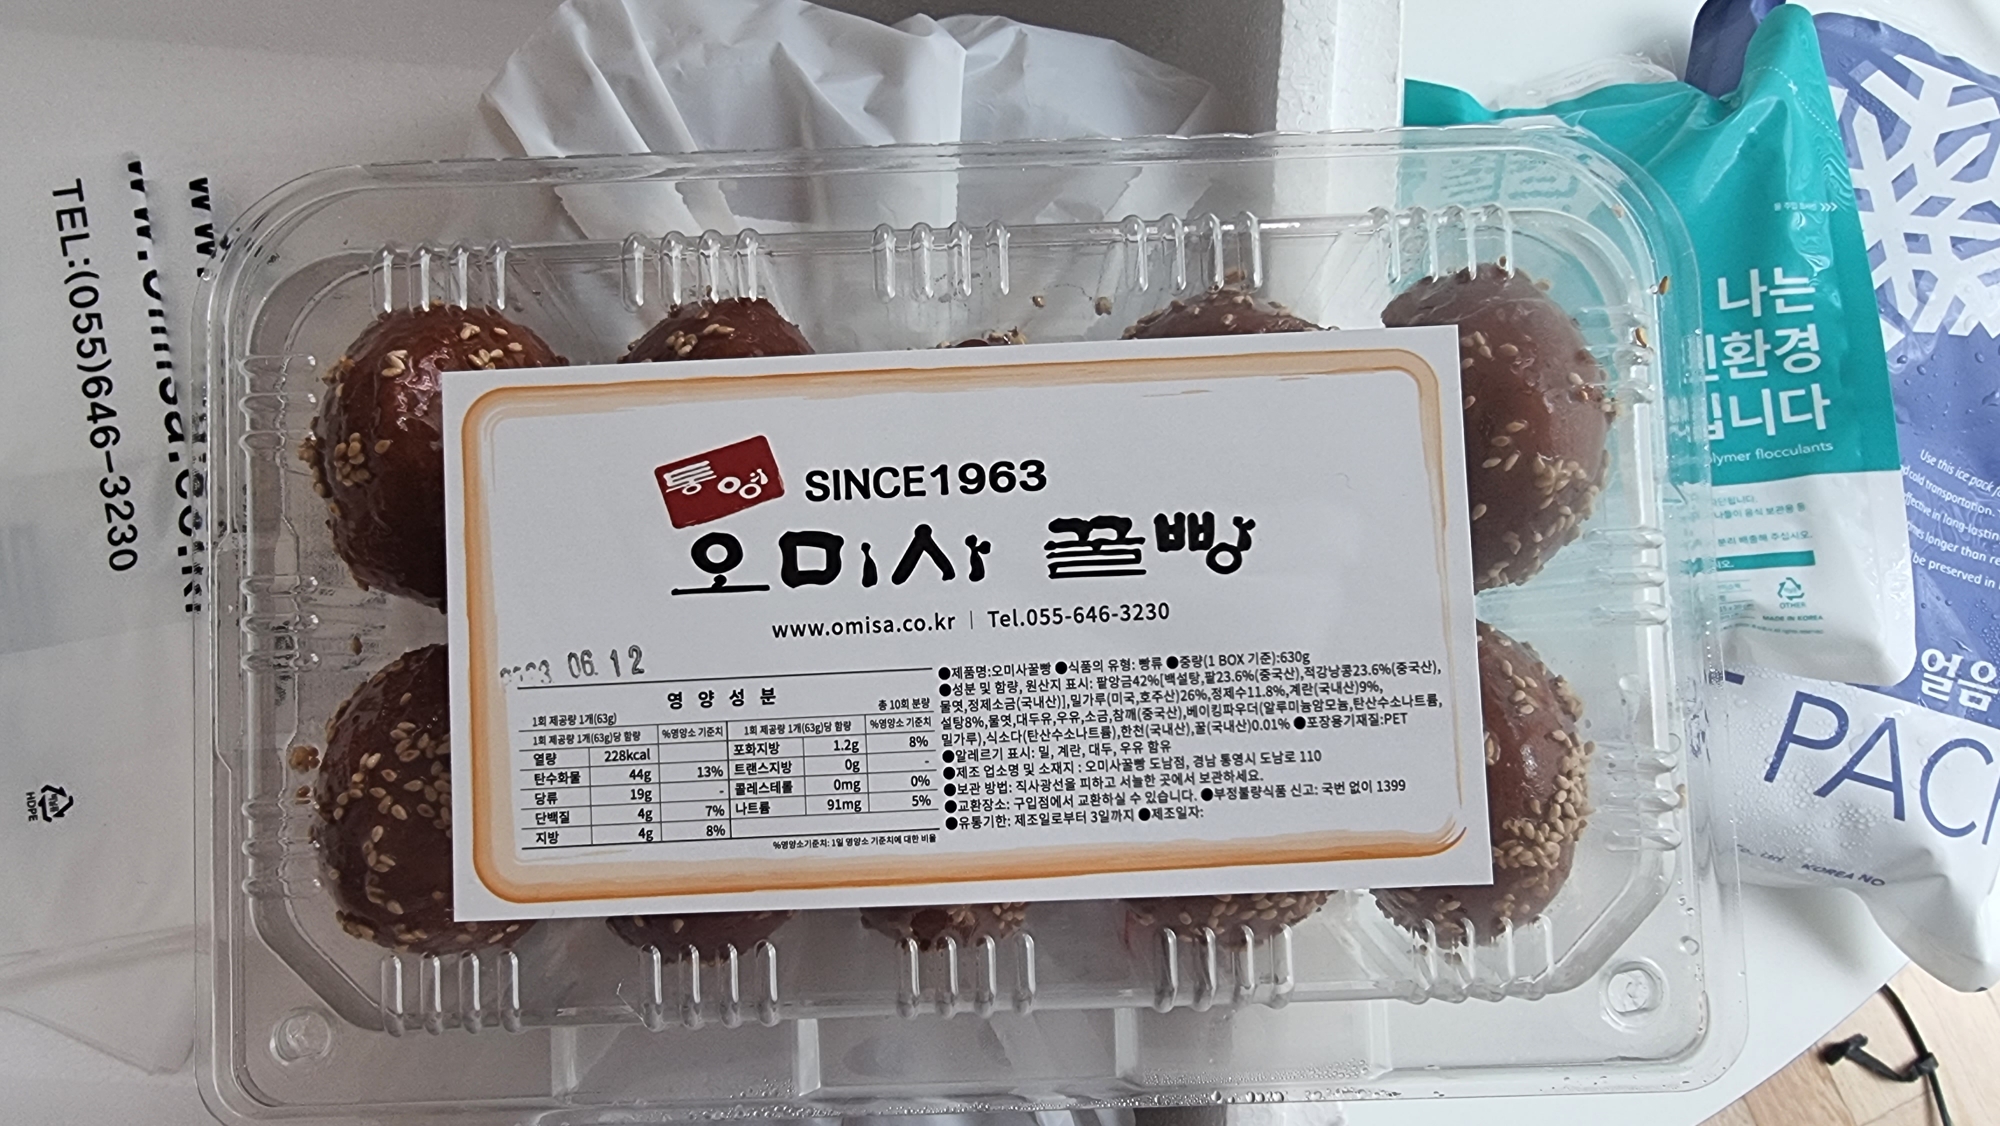 TEL:(055)646-3230
HDPE
통영
SINCE1963
오미사 꿀빵
www.omisa.co.kr | Tel.055-646-3230
06. 12
영 양 성 분
1회 제공량 1개(63g)
총 10회 분량
1회 제공량 1개(63g)당 함량 %영양소 기준치 1회 제공량 1개(63g)당 함량 %영양소 기준치
열량 228kcal 포화지방 1.2g 8%
탄수화물 44g 13% 트랜스지방 0g -
당류 19g - 콜레스테롤 0mg 0%
단백질 4g 7% 나트륨 91mg 5%
지방 4g 8%
%영양소기준치: 1일 영양소 기준치에 대한 비율
●제품명:오미사꿀빵 ●식품의 유형: 빵류 ●중량(1 BOX 기준):630g
●성분 및 함량, 원산지 표시: 팥앙금42%[백설탕,팥23.6%(중국산),적강낭콩23.6%(중국산),
물엿,정제소금(국내산)],밀가루(미국,호주산)26%,정제수11.8%,계란(국내산)9%,
설탕8%,물엿,대두유,우유,소금,참깨(중국산),베이킹파우더(알루미늄암모늄,탄산수소나트륨,
밀가루),식소다(탄산수소나트륨),한천(국내산),꿀(국내산)0.01% ●포장용기재질:PET
●알레르기 표시: 밀, 계란, 대두, 우유 함유
●제조 업소명 및 소재지 : 오미사꿀빵 도남점, 경남 통영시 도남로 110
●보관 방법: 직사광선을 피하고 서늘한 곳에서 보관하세요.
●교환장소: 구입점에서 교환하실 수 있습니다. ●부정불량식품 신고: 국번 없이 1399
●유통기한: 제조일로부터 3일까지 ●제조일자:
나는
친환경
입니다
OTHER
MADE IN KOREA
Use this ice pack
cold transportation.
longer than
be preserved in
얼음
PAC